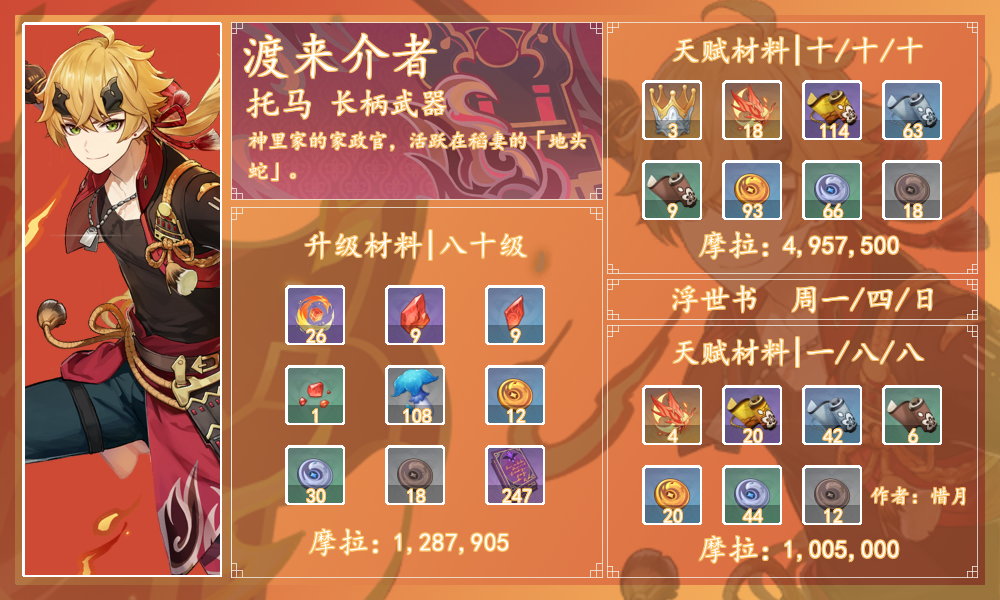 渡来介者
托马 长柄武器
神里家的家政官，活跃在稻妻的「地头
蛇」。
升级材料|八十级
26 9 9
1 108 12
30 18 247
摩拉：1,287,905
天赋材料|十/十/十
3 18 114 63
9 93 66 18
摩拉：4,957,500
浮世书 周一/四/日
天赋材料|一/八/八
4 20 42 6
20 44 12 作者：惜月
摩拉：1,005,000